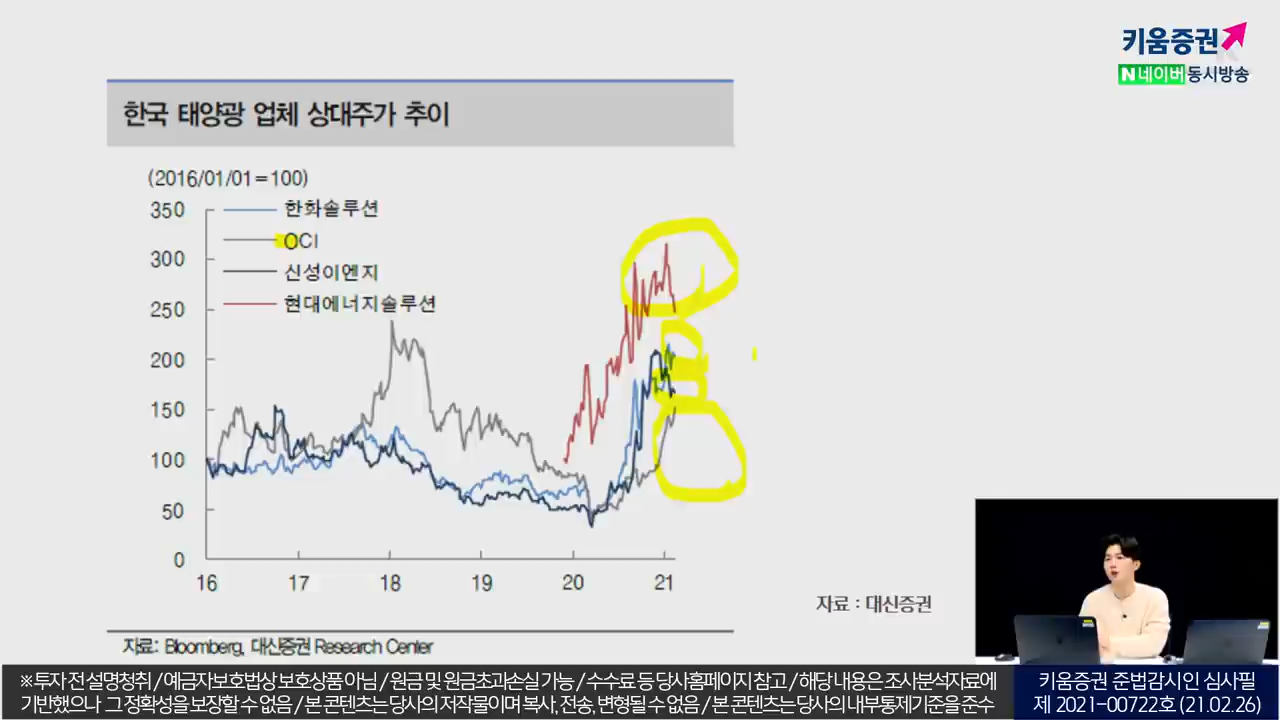 키움증권
N 네이버 동시방송
한국 태양광 업체 상대주가 추이
(2016/01/01=100)
350
300
250
200
150
100
50
0
한화솔루션
OCI
신성이엔지
현대에너지솔루션
16 17 18 19 20 21
자료 : 대신증권
자료: Bloomberg, 대신증권 Research Center
※ 투자 전 설명청취 / 예금자보호법상 보호상품 아님 / 원금 및 원금초과손실 가능 / 수수료 등 당사홈페이지 참고 / 해당 내용은 조사분석자료에
기반했으나 그 정확성을 보장할 수 없음 / 본 콘텐츠는 당사의 저작물이며 복사, 전송, 변형될 수 없음 / 본 콘텐츠는 당사의 내부통제기준을 준수
키움증권 준법감시인 심사필
제 2021-00722호 (21.02.26)